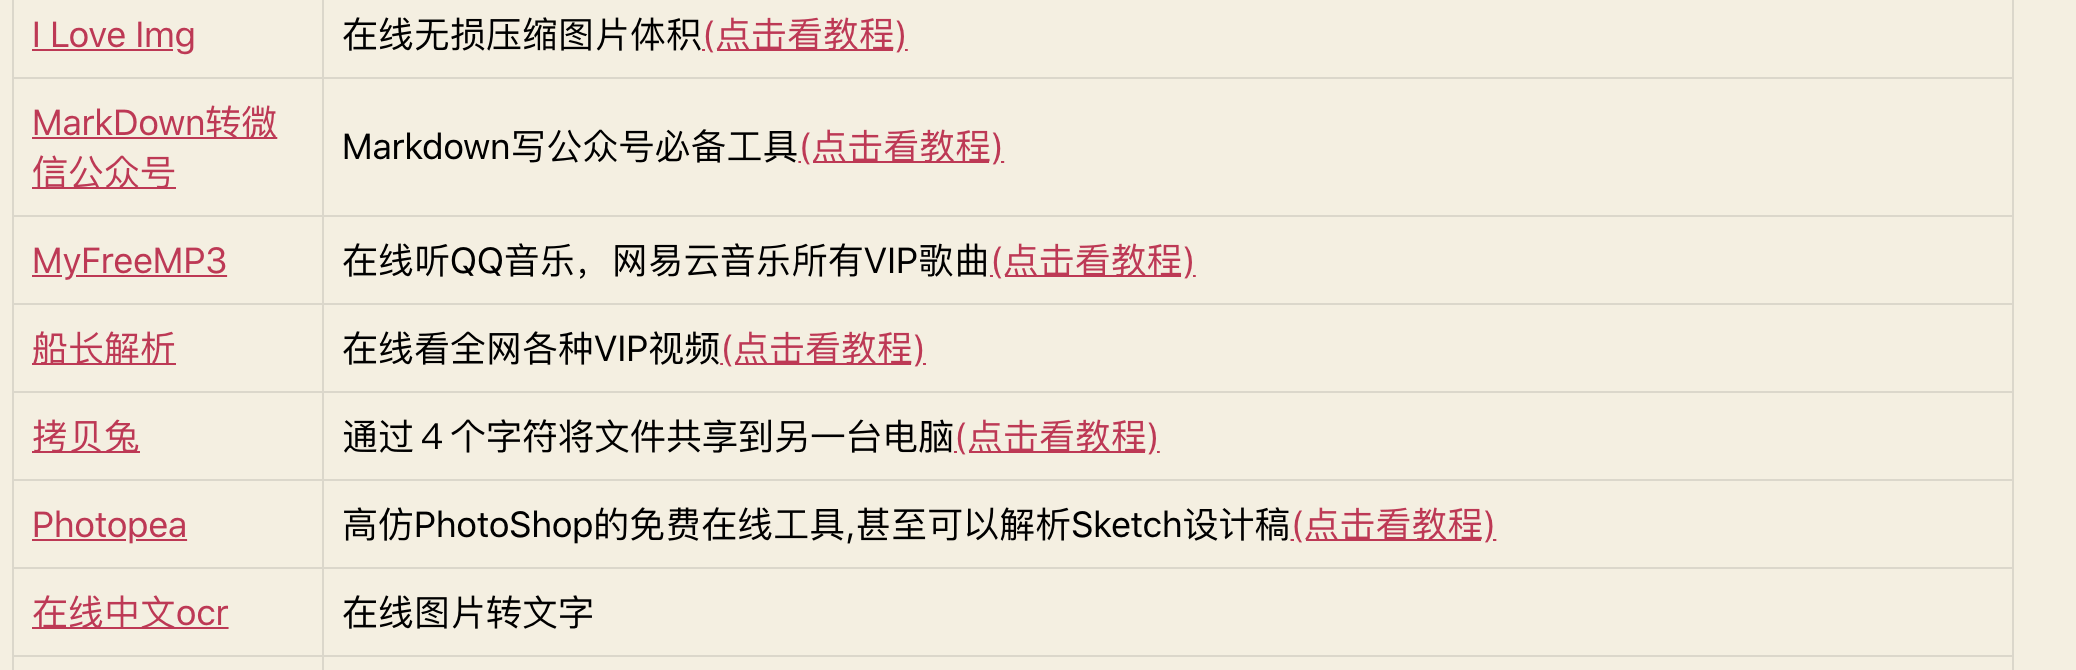 I Love Img
在线无损压缩图片体积(点击看教程)
MarkDown转微
信公众号
Markdown写公众号必备工具(点击看教程)
MyFreeMP3
在线听QQ音乐，网易云音乐所有VIP歌曲(点击看教程)
船长解析
在线看全网各种VIP视频(点击看教程)
拷贝兔
通过４个字符将文件共享到另一台电脑(点击看教程)
Photopea
高仿PhotoShop的免费在线工具,甚至可以解析Sketch设计稿(点击看教程)
在线中文ocr
在线图片转文字